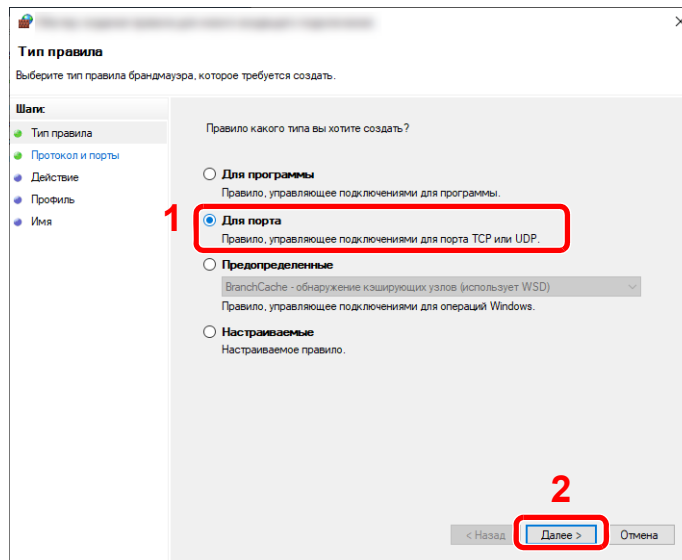 Тип правила
Выберите тип правила брандмауэра, которое требуется создать.
Шаги:
Тип правила
Протокол и порты
Действие
Профиль
Имя
Правило какого типа вы хотите создать?
Для программы
Правило, управляющее подключениями для программы.
1
Для порта
Правило, управляющее подключениями для порта TCP или UDP.
Предопределенные
BranchCache - обнаружение кэширующих узлов (использует WSD)
Правило, управляющее подключениями для операций Windows.
Настраиваемые
Настраиваемое правило.
2
< Назад
Далее >
Отмена